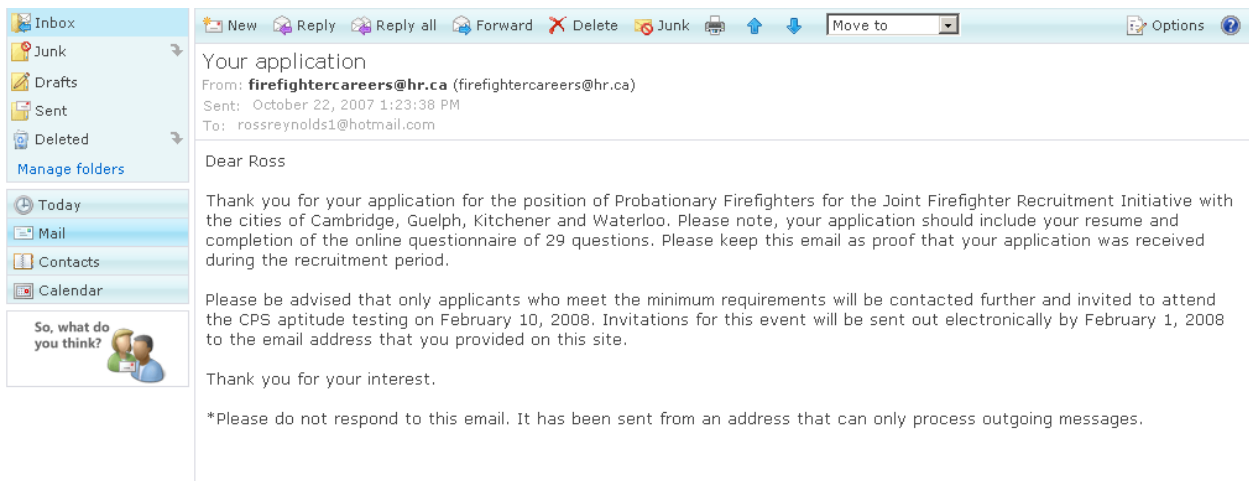 Inbox
Junk
Drafts
Sent
Deleted
Manage folders
Today
Mail
Contacts
Calendar
So, what do
you think?
New Reply Reply all Forward Delete Junk Move to Options
Your application
From: firefightercareers@hr.ca (firefightercareers@hr.ca)
Sent: October 22, 2007 1:23:38 PM
To: rossreynolds1@hotmail.com
Dear Ross
Thank you for your application for the position of Probationary Firefighters for the Joint Firefighter Recruitment Initiative with
the cities of Cambridge, Guelph, Kitchener and Waterloo. Please note, your application should include your resume and
completion of the online questionnaire of 29 questions. Please keep this email as proof that your application was received
during the recruitment period.
Please be advised that only applicants who meet the minimum requirements will be contacted further and invited to attend
the CPS aptitude testing on February 10, 2008. Invitations for this event will be sent out electronically by February 1, 2008
to the email address that you provided on this site.
Thank you for your interest.
*Please do not respond to this email. It has been sent from an address that can only process outgoing messages.